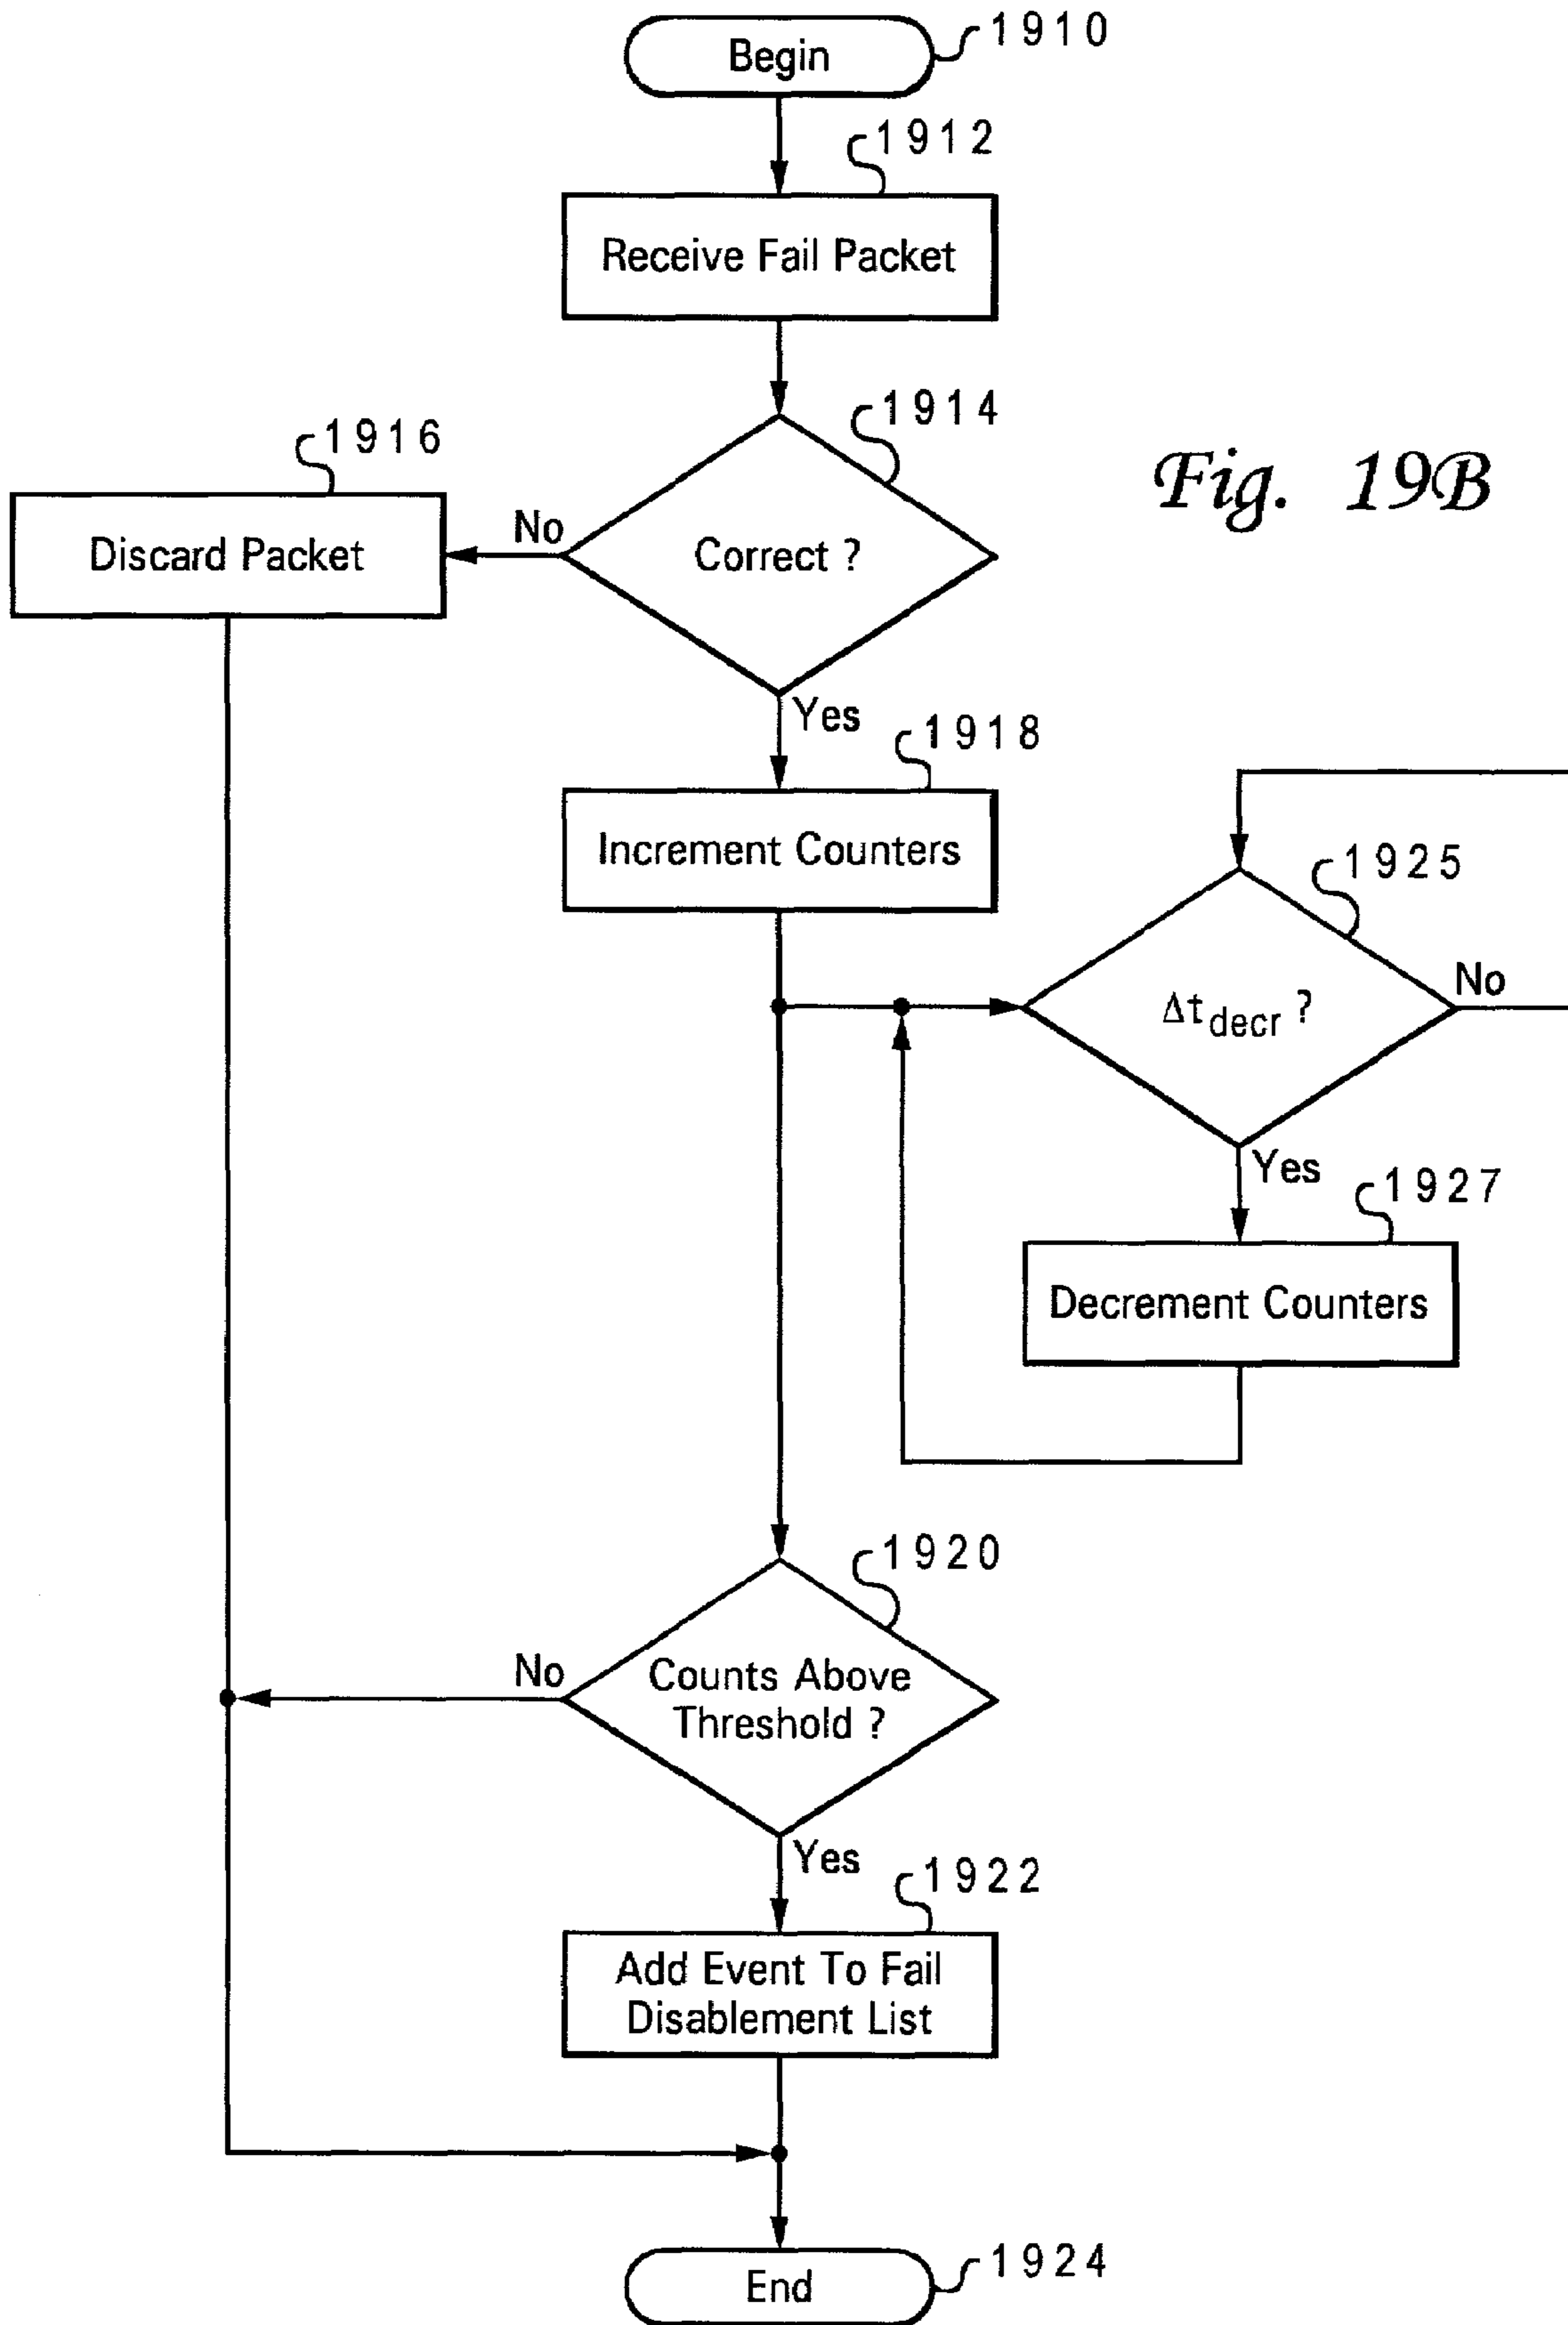 Begin
1910
1912
Receive Fail Packet
1914
1916
Fig. 19B
No
Discard Packet
Correct ?
Yes
1918
Increment Counters
1925
No
Δtdecr ?
Yes
1927
Decrement Counters
1920
No
Counts Above
Threshold ?
Yes
1922
Add Event To Fail
Disablement List
1924
End